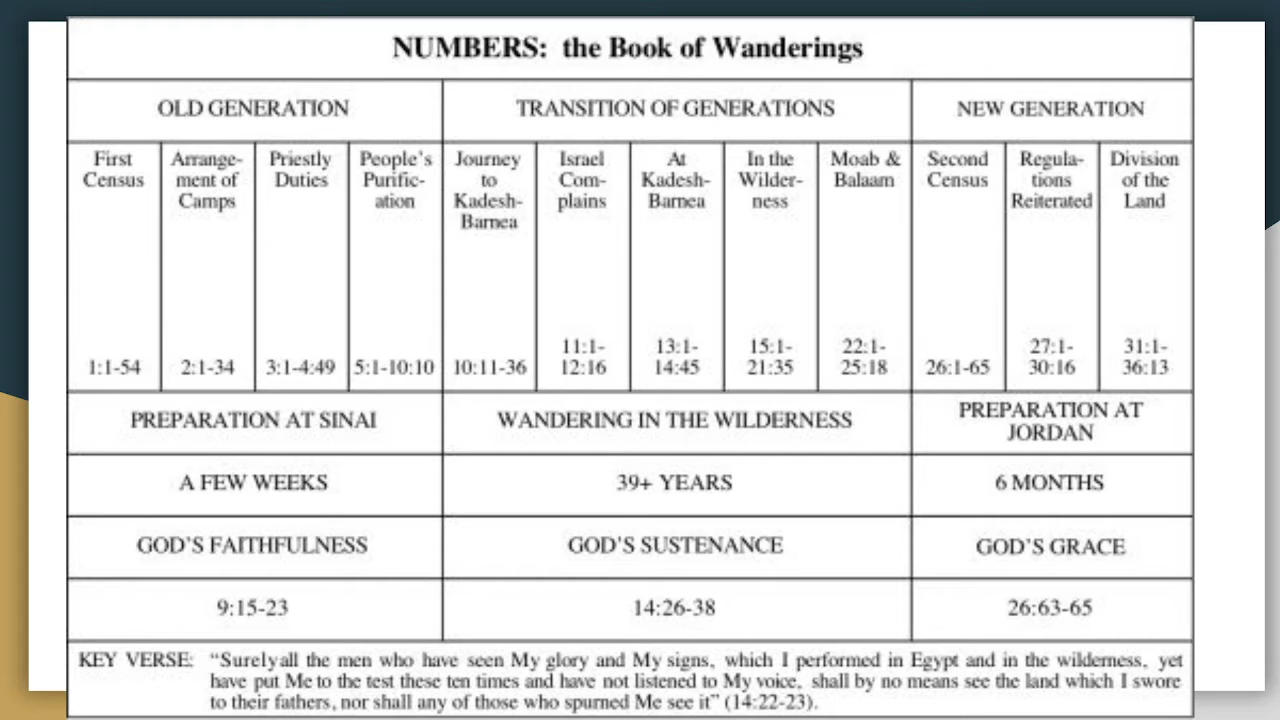 NUMBERS: the Book of Wanderings
OLD GENERATION
TRANSITION OF GENERATIONS
NEW GENERATION
First
Census
1:1-54
Arrange-
ment of
Camps
2:1-34
Priestly
Duties
3:1-4:49
People's
Purific-
ation
5:1-10:10
Journey
to
Kadesh-
Barnea
10:11-36
Israel
Com-
plains
11:1-
12:16
At
Kadesh-
Barnea
13:1-
14:45
In the
Wilder-
ness
15:1-
21:35
Moab &
Balaam
22:1-
25:18
Second
Census
26:1-65
Regula-
tions
Reiterated
27:1-
30:16
Division
of the
Land
31:1-
36:13
PREPARATION AT SINAI
WANDERING IN THE WILDERNESS
PREPARATION AT
JORDAN
A FEW WEEKS
39+ YEARS
6 MONTHS
GOD'S FAITHFULNESS
GOD'S SUSTENANCE
GOD'S GRACE
9:15-23
14:26-38
26:63-65
KEY VERSE: “Surely all the men who have seen My glory and My signs, which I performed in Egypt and in the wilderness, yet
have put Me to the test these ten times and have not listened to My voice, shall by no means see the land which I swore
to their fathers, nor shall any of those who spurned Me see it” (14:22-23).